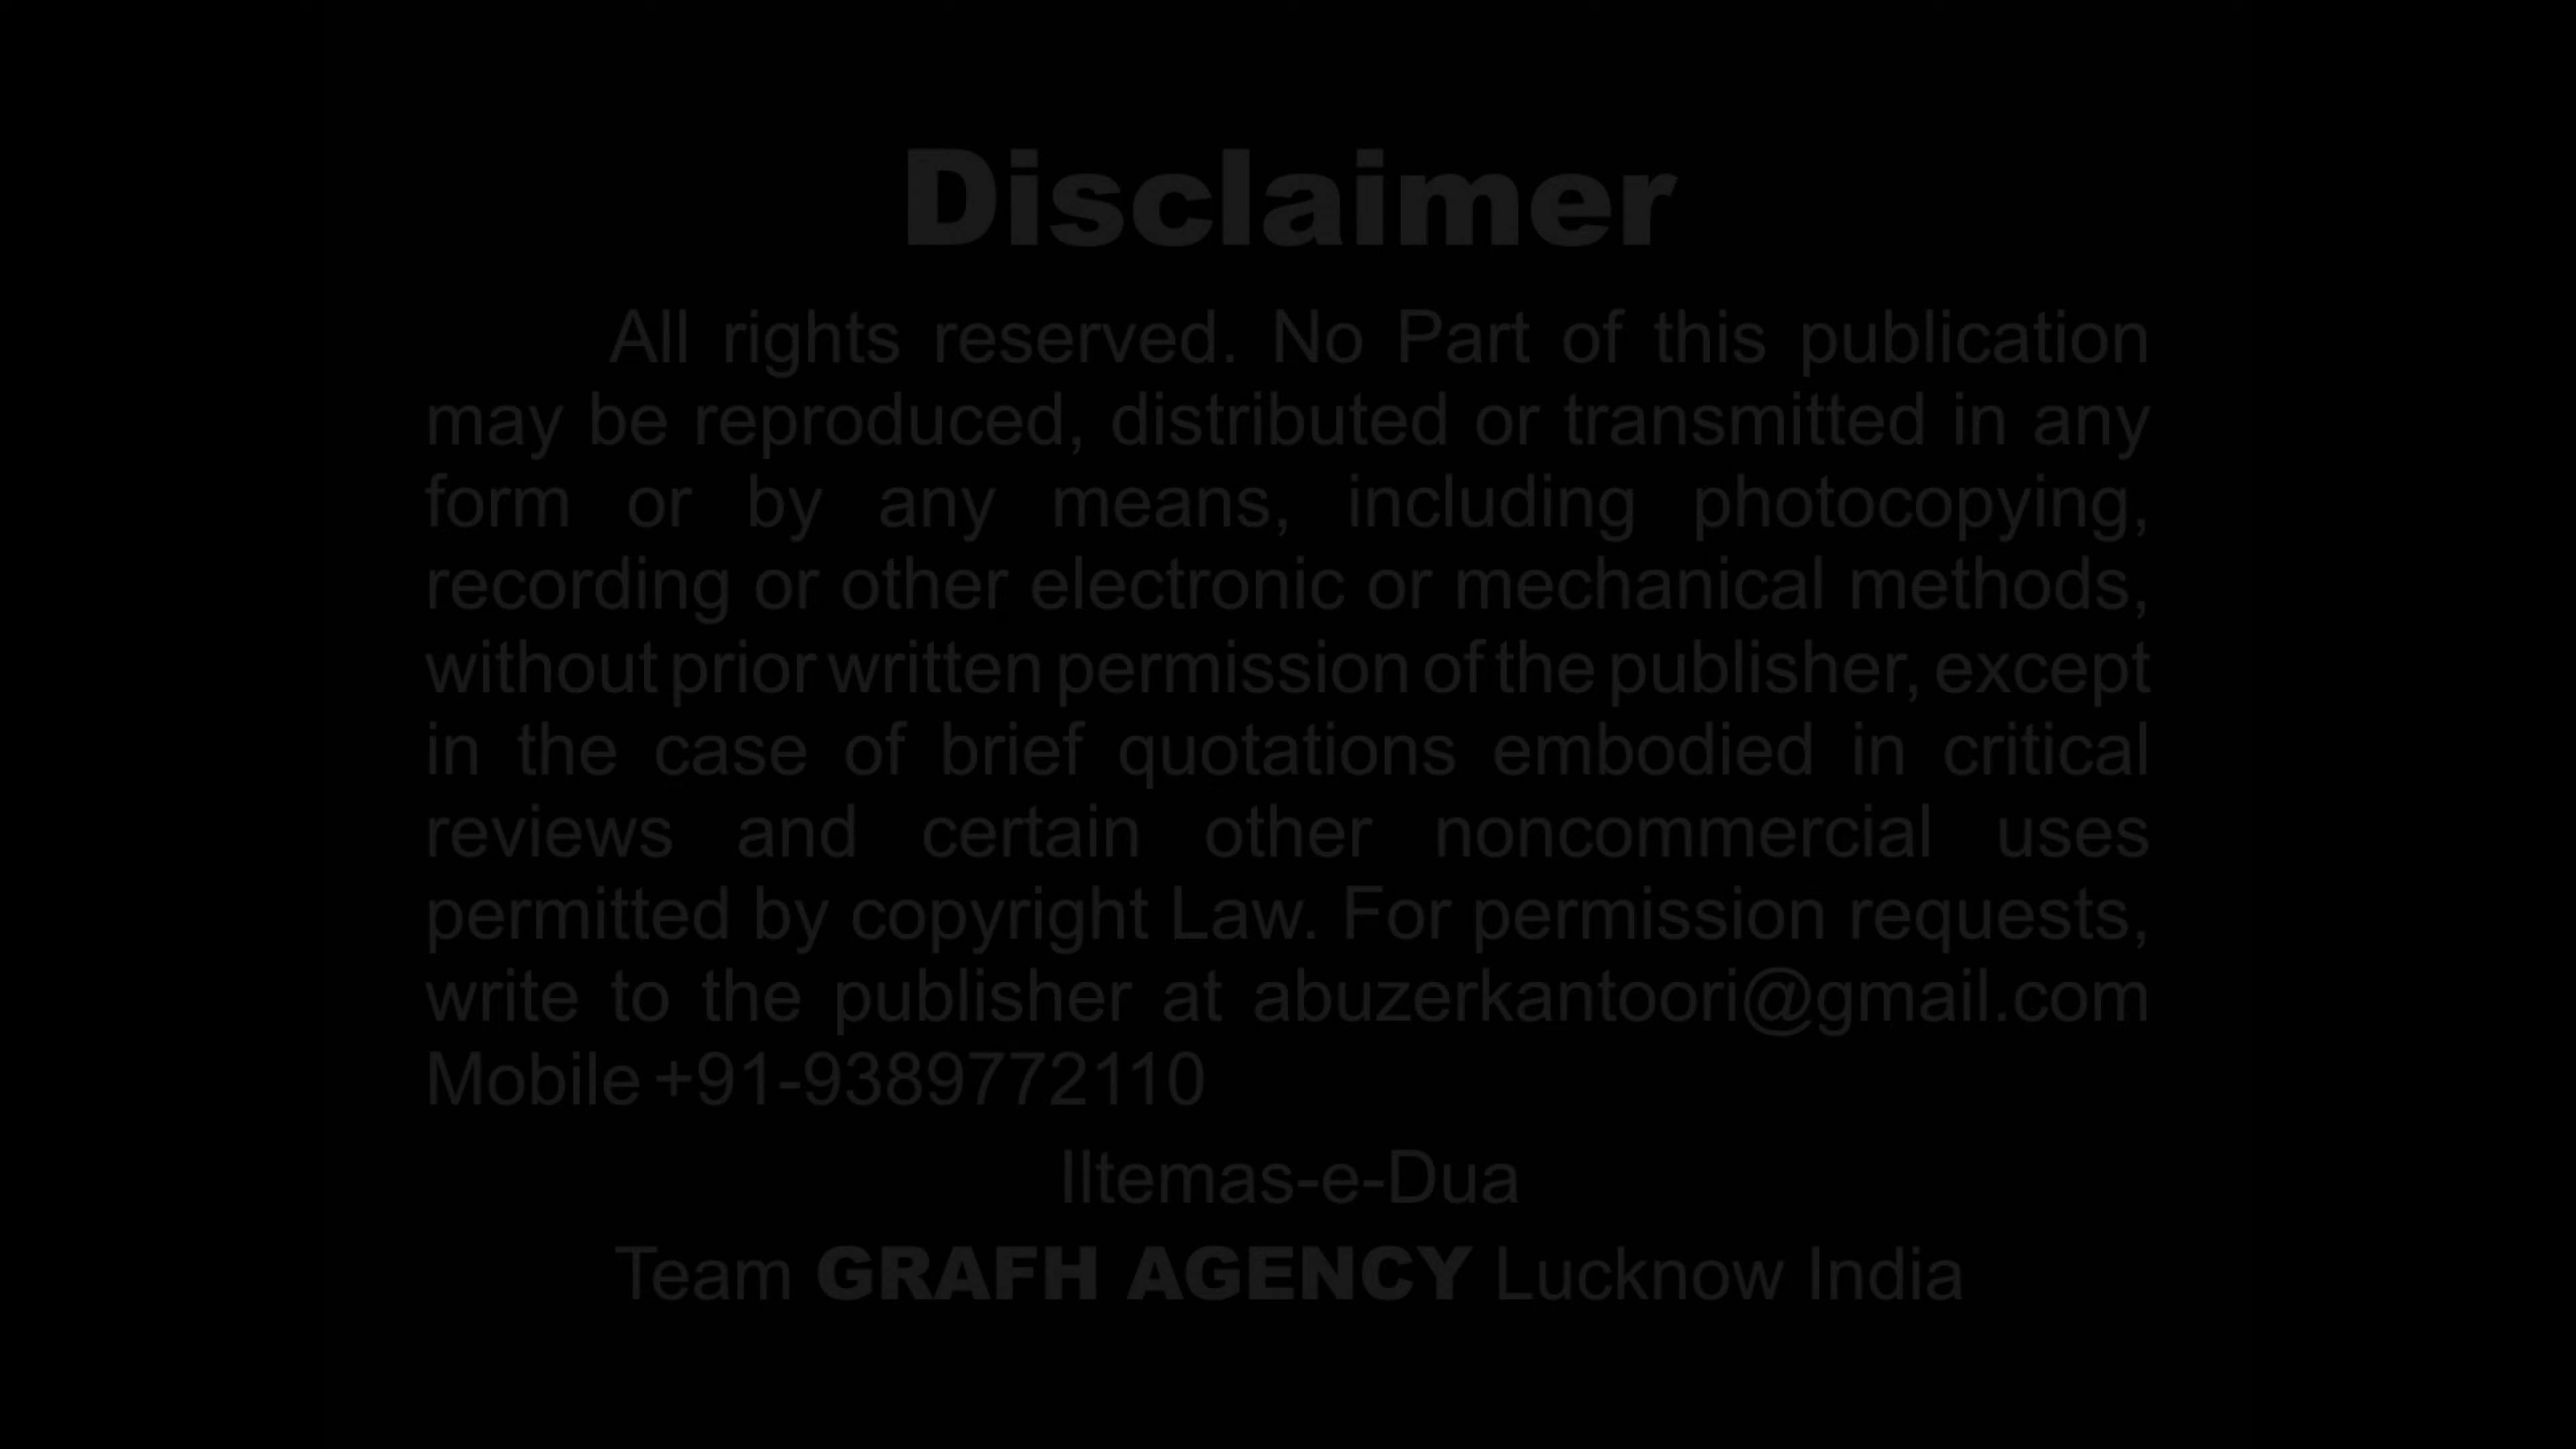 Disclaimer
All rights reserved. No Part of this publication
may be reproduced, distributed or transmitted in any
form or by any means, including photocopying,
recording or other electronic or mechanical methods,
without prior written permission of the publisher, except
in the case of brief quotations embodied in critical
reviews and certain other noncommercial uses
permitted by copyright Law. For permission requests,
write to the publisher at abuzerkantoori@gmail.com
Mobile +91-9389772110
Iltemas-e-Dua
Team GRAFH AGENCY Lucknow India